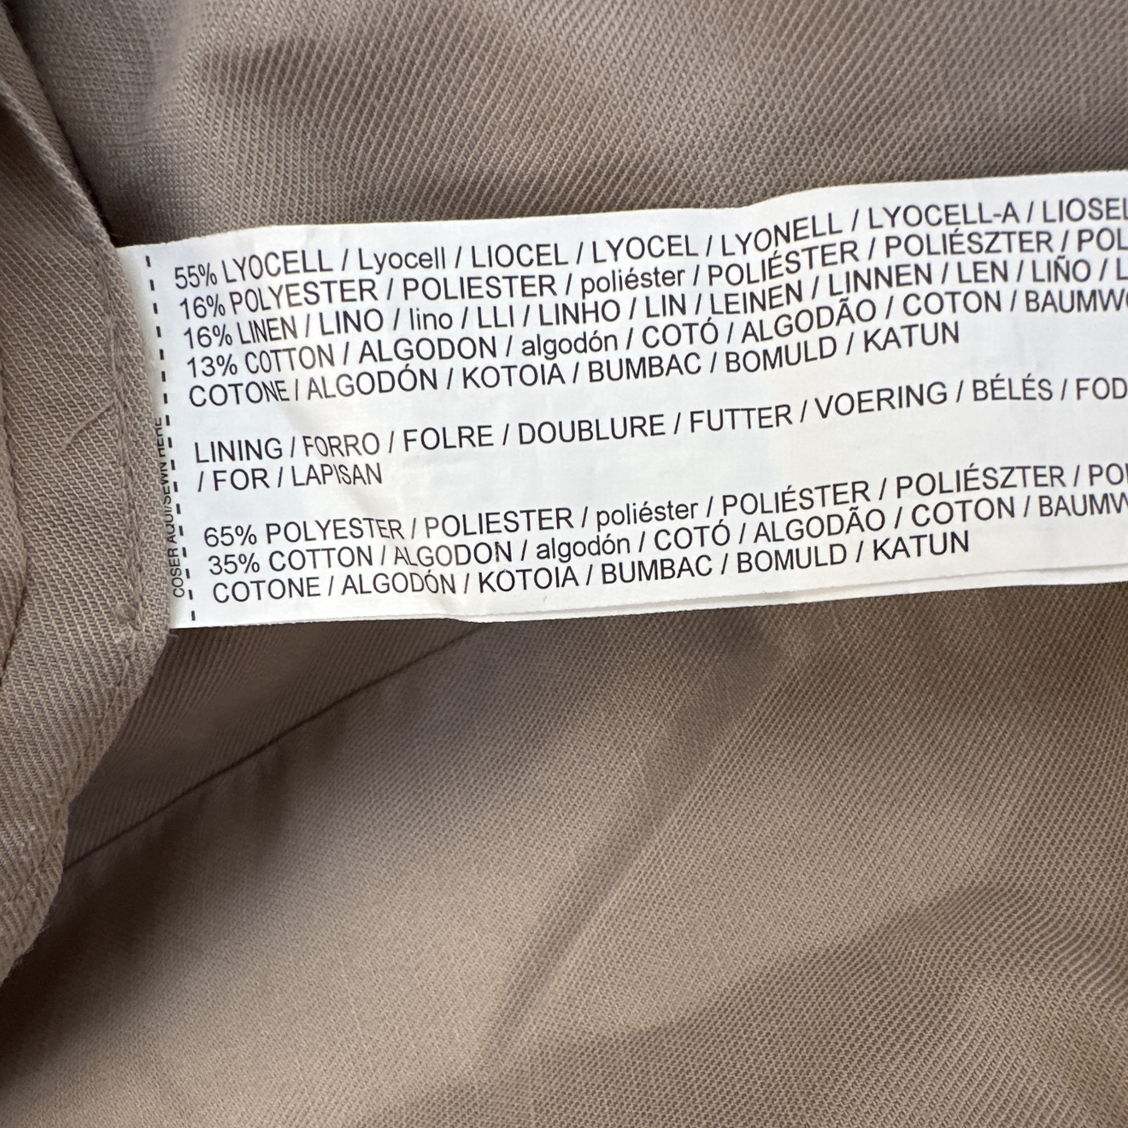 55% LYOCELL / Lyocell / LIOCEL / LYOCEL / LYONELL / LYOCELL-A / LIOSEL
16% POLYESTER / POLIESTER / poliéster / POLIÉSTER / POLIÉSZTER / POL
16% LINEN / LINO / lino / LLI / LINHO / LIN / LEINEN / LINNEN / LEN / LIÑO / L
13% COTTON / ALGODON / algodón / COTÓ / ALGODÃO / COTON / BAUMW
COTONE / ALGODÓN / KOTOIA / BUMBAC / BOMULD / KATUN
LINING / FORRO / FOLRE / DOUBLURE / FUTTER / VOERING / BÉLÉS / FOD
/ FOR / LAPISAN
65% POLYESTER / POLIESTER / poliéster / POLIÉSTER / POLIÉSZTER / POL
35% COTTON / ALGODON / algodón / COTÓ / ALGODÃO / COTON / BAUMW
COTONE / ALGODÓN / KOTOIA / BUMBAC / BOMULD / KATUN
COSER AQUI/SEWN HERE